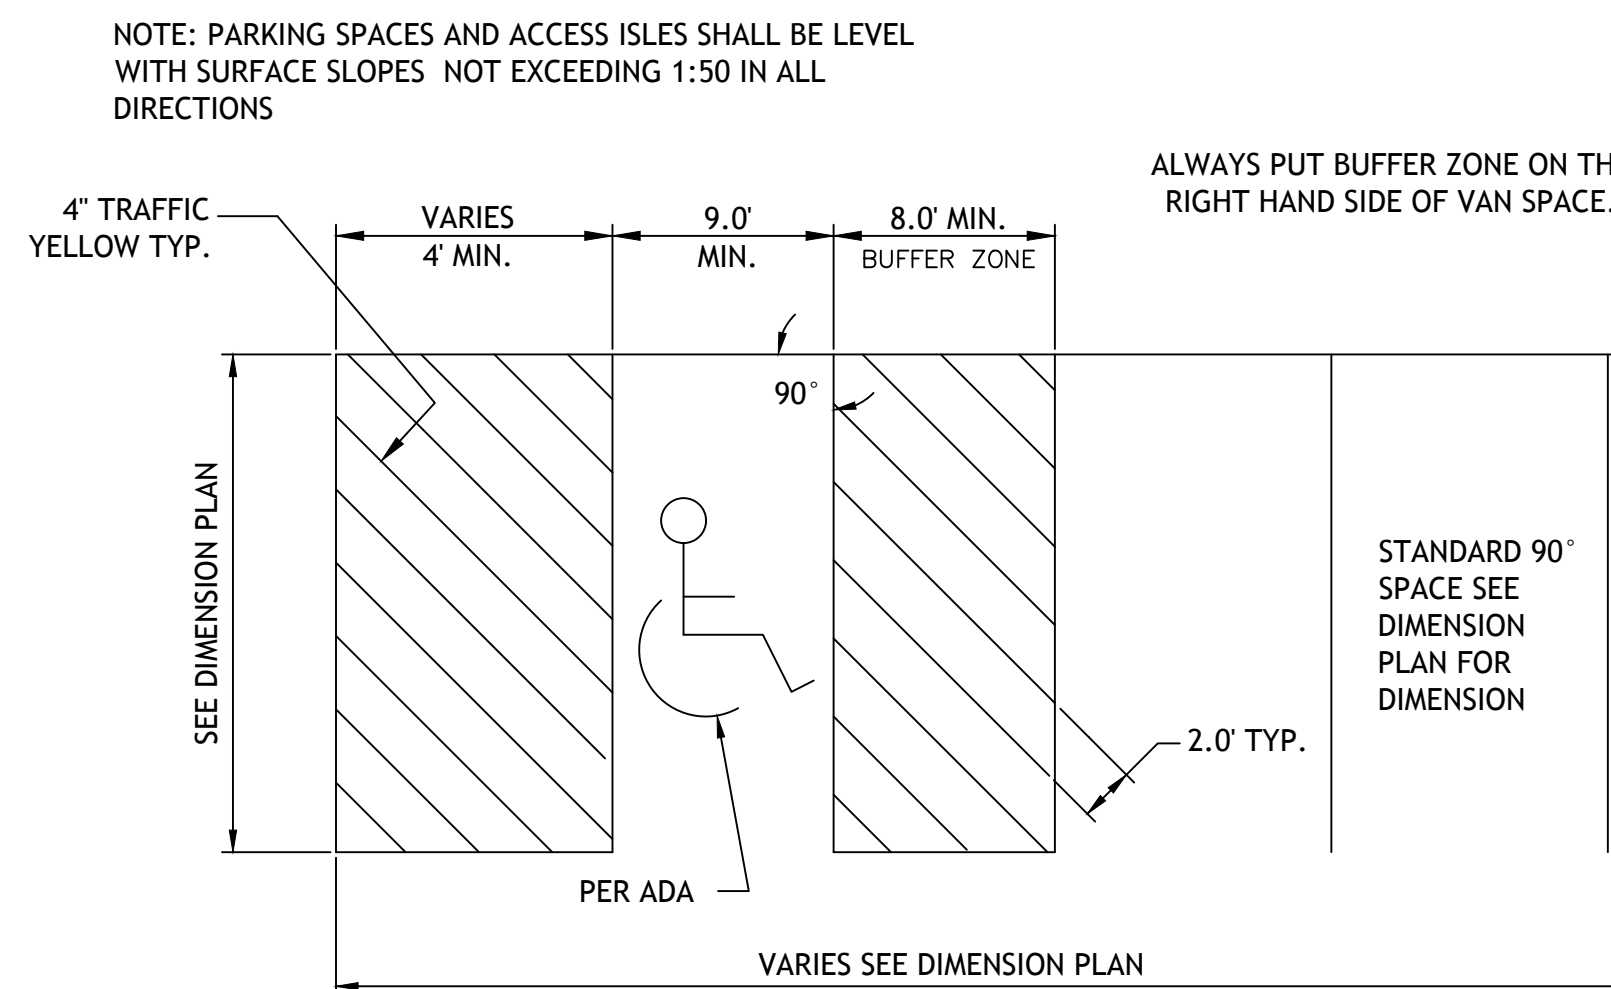 NOTE: PARKING SPACES AND ACCESS ISLES SHALL BE LEVEL
WITH SURFACE SLOPES NOT EXCEEDING 1:50 IN ALL
DIRECTIONS
ALWAYS PUT BUFFER ZONE ON TH
RIGHT HAND SIDE OF VAN SPACE.
4" TRAFFIC
YELLOW TYP.
VARIES
4' MIN.
9.0'
MIN.
8.0' MIN.
BUFFER ZONE
90°
SEE DIMENSION PLAN
STANDARD 90°
SPACE SEE
DIMENSION
PLAN FOR
DIMENSION
2.0' TYP.
PER ADA
VARIES SEE DIMENSION PLAN